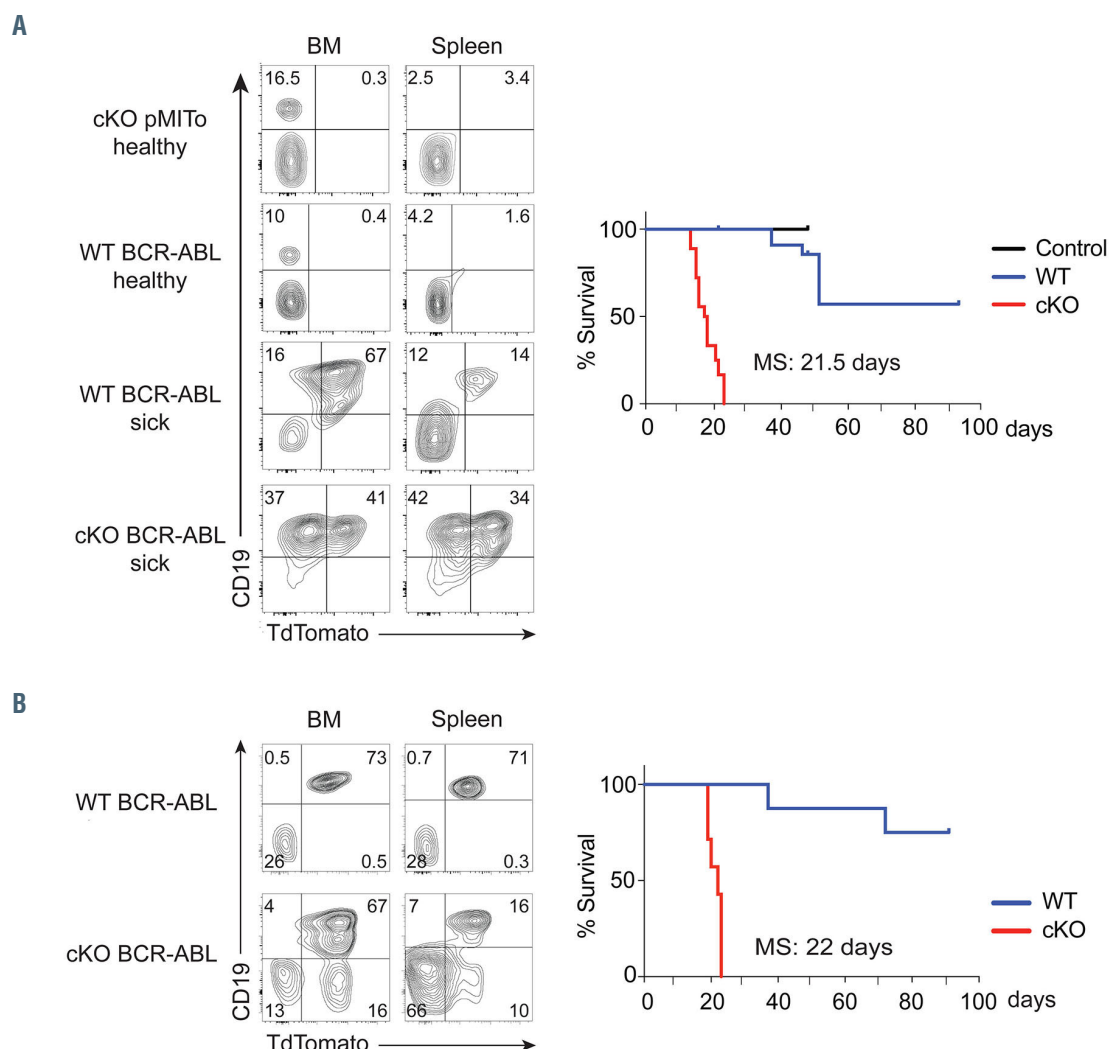 A
BM Spleen
cKO pMITo
healthy
16.5 0.3
2.5 3.4
WT BCR-ABL
healthy
10 0.4
4.2 1.6
WT BCR-ABL
sick
16 67
12 14
cKO BCR-ABL
sick
37 41
42 34
CD19
TdTomato
% Survival
100
50
0
0 20 40 60 80 100 days
MS: 21.5 days
Control
WT
cKO
B
BM Spleen
WT BCR-ABL
0.5 73
26 0.5
0.7 71
28 0.3
cKO BCR-ABL
4 67
13 16
7 16
66 10
CD19
TdTomato
% Survival
100
50
0
0 20 40 60 80 100 days
MS: 22 days
WT
cKO